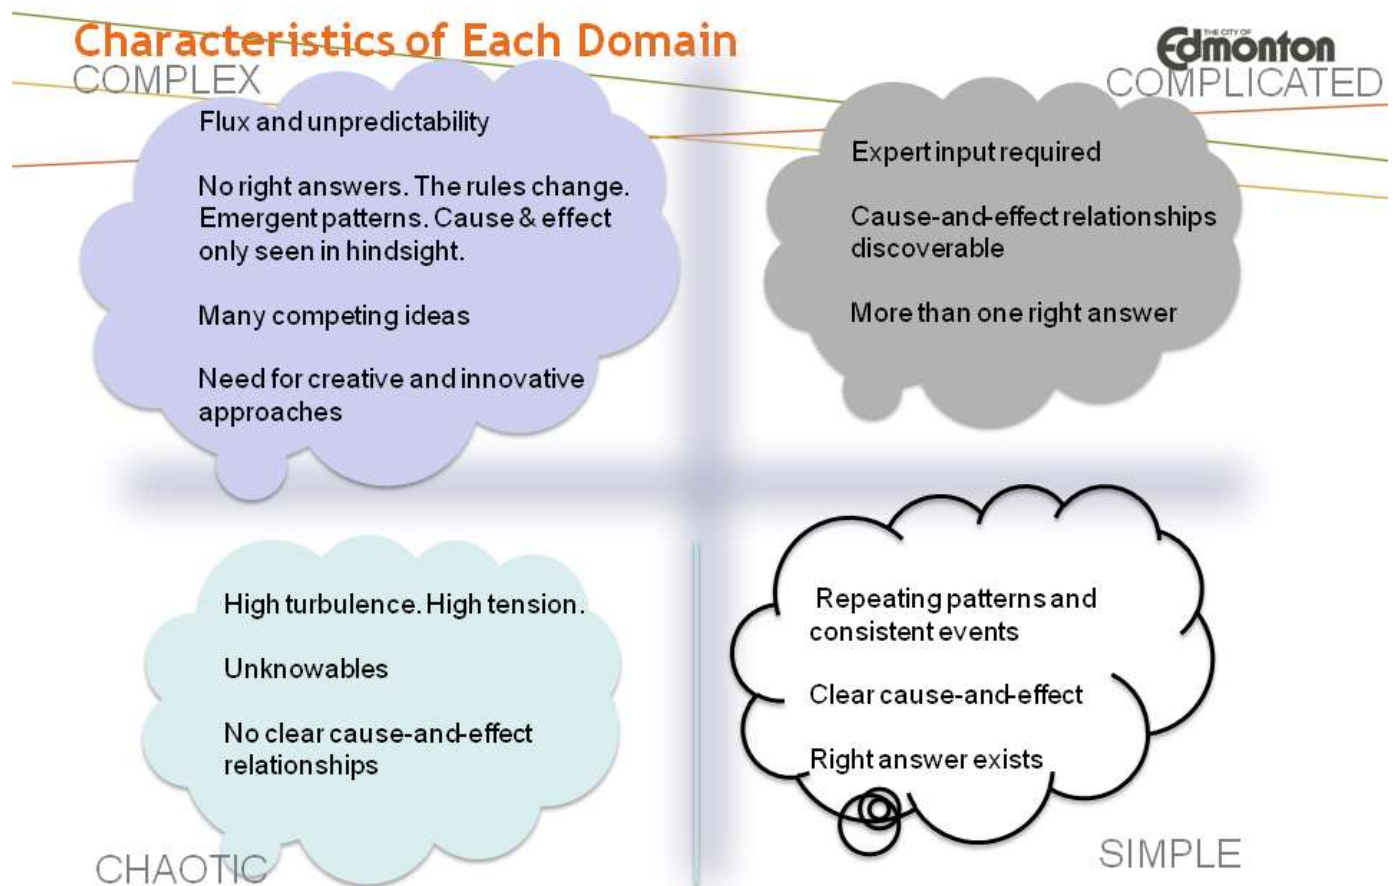 Characteristics of Each Domain
THE CITY OF
Edmonton
COMPLEX
COMPLICATED
Flux and unpredictability
No right answers. The rules change.
Emergent patterns. Cause & effect
only seen in hindsight.
Many competing ideas
Need for creative and innovative
approaches
Expert input required
Cause-and-effect relationships
discoverable
More than one right answer
High turbulence. High tension.
Unknowables
No clear cause-and-effect
relationships
CHAOTIC
Repeating patterns and
consistent events
Clear cause-and-effect
Right answer exists
SIMPLE